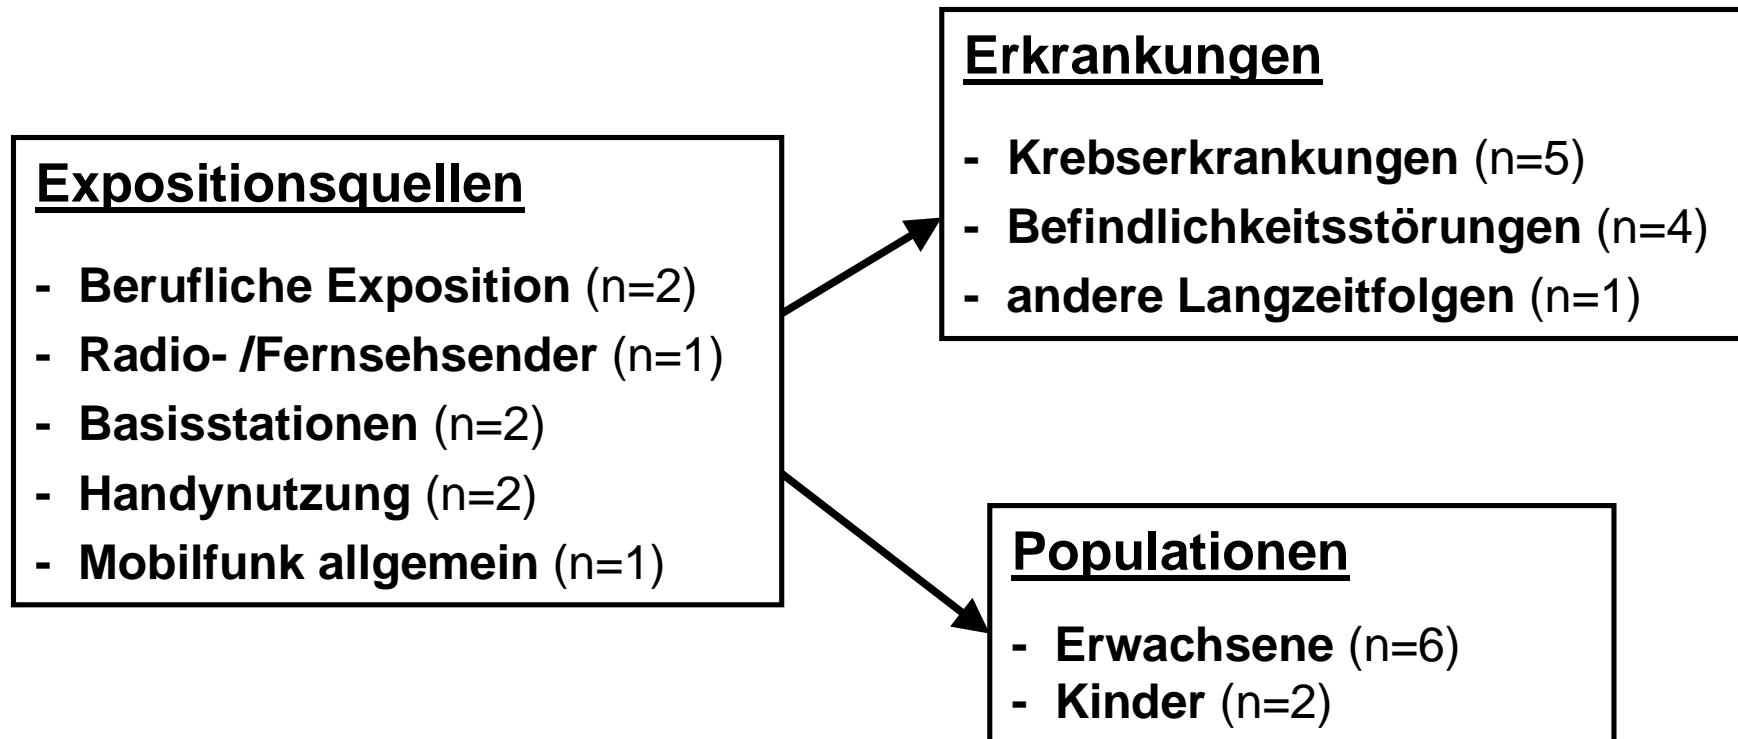 Expositionsquellen
- Berufliche Exposition (n=2)
- Radio- /Fernsehsender (n=1)
- Basisstationen (n=2)
- Handynutzung (n=2)
- Mobilfunk allgemein (n=1)
Erkrankungen
- Krebserkrankungen (n=5)
- Befindlichkeitsstörungen (n=4)
- andere Langzeitfolgen (n=1)
Populationen
- Erwachsene (n=6)
- Kinder (n=2)